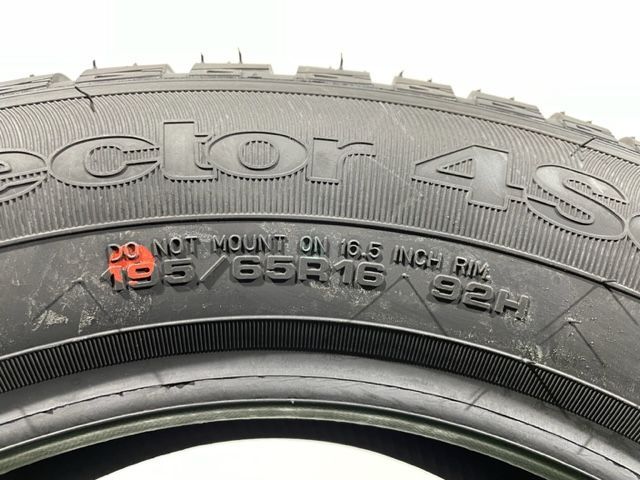 ector 4S
DO NOT MOUNT ON 16.5 INCH RIM
195/65R16 92H